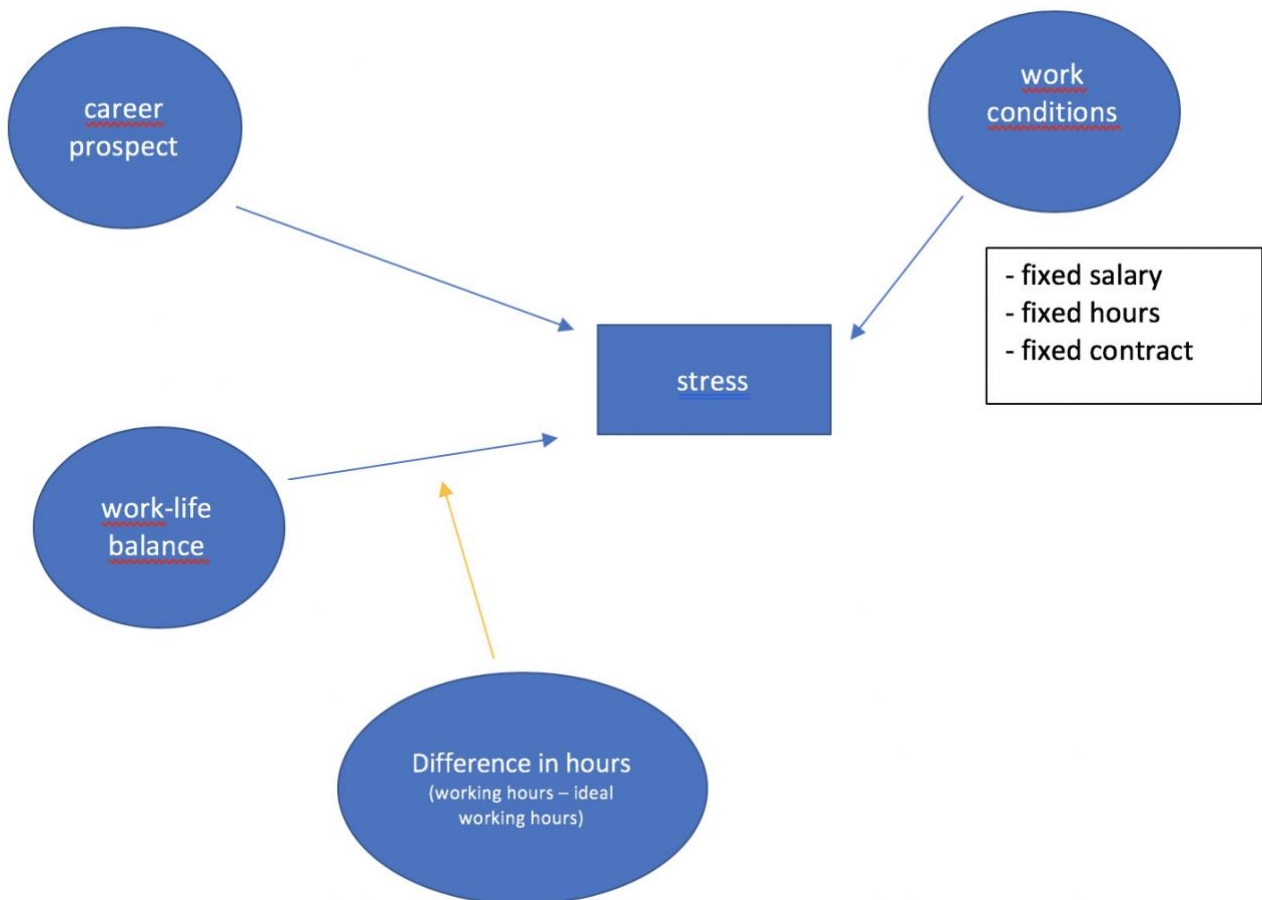 career
prospect
work
conditions
- fixed salary
- fixed hours
- fixed contract
stress
work-life
balance
Difference in hours
(working hours – ideal
working hours)